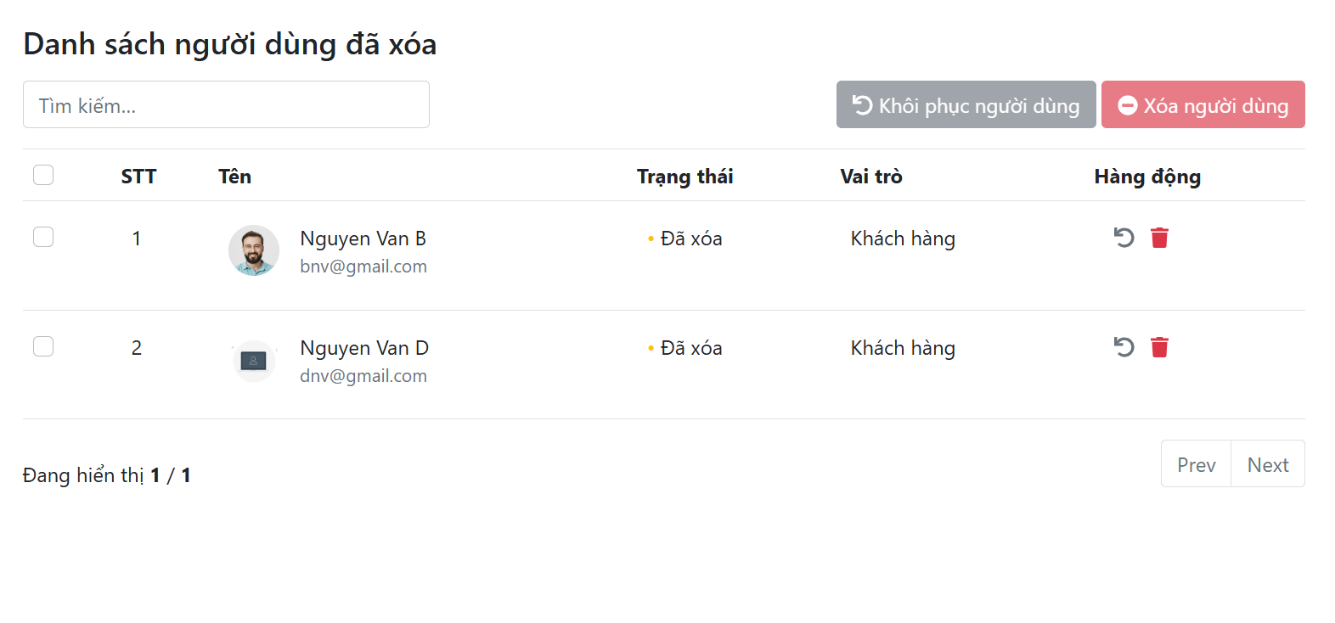 Danh sách người dùng đã xóa
Tìm kiếm...
Khôi phục người dùng
Xóa người dùng
STT Tên Trạng thái Vai trò Hàng động
1 Nguyen Van B • Đã xóa Khách hàng
bnv@gmail.com
2 Nguyen Van D • Đã xóa Khách hàng
dnv@gmail.com
Đang hiển thị 1 / 1
Prev Next